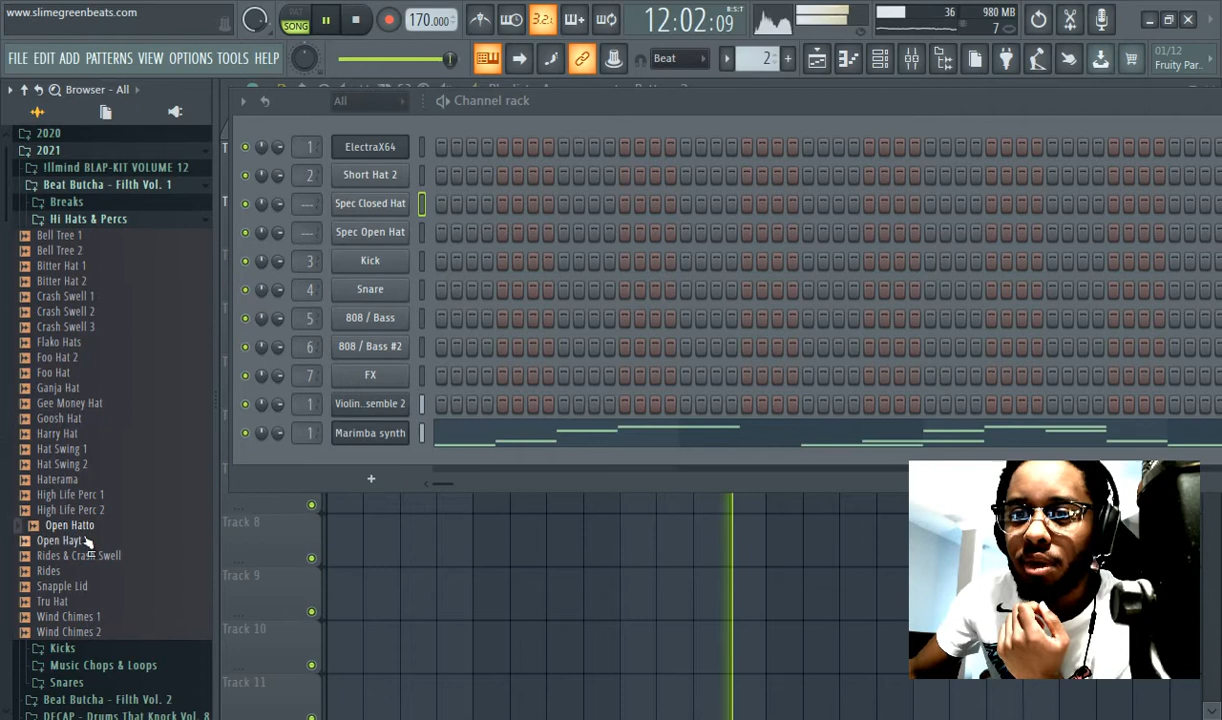 www.slimegreenbeats.com
PAT
SONG
170.000
3.2
12:02:09
B:S:T
36
980 MB
7
FILE EDIT ADD PATTERNS VIEW OPTIONS TOOLS HELP
Beat
2
01/12
Fruity Par..
Browser - All
All
Channel rack
2020
2021
!llmind BLAP-KIT VOLUME 12
Beat Butcha - Filth Vol. 1
Breaks
Hi Hats & Percs
Bell Tree 1
Bell Tree 2
Bitter Hat 1
Bitter Hat 2
Crash Swell 1
Crash Swell 2
Crash Swell 3
Flako Hats
Foo Hat 2
Foo Hat
Ganja Hat
Gee Money Hat
Goosh Hat
Harry Hat
Hat Swing 1
Hat Swing 2
Haterama
High Life Perc 1
High Life Perc 2
Open Hatto
Open Hayt
Rides & Crash Swell
Rides
Snapple Lid
Tru Hat
Wind Chimes 1
Wind Chimes 2
Kicks
Music Chops & Loops
Snares
Beat Butcha - Filth Vol. 2
DECAP - Drums That Knock Vol. 8
1 ElectraX64
2 Short Hat 2
--- Spec Closed Hat
--- Spec Open Hat
3 Kick
4 Snare
5 808 / Bass
6 808 / Bass #2
7 FX
1 Violin..semble 2
1 Marimba synth
+
Track 8
Track 9
Track 10
Track 11